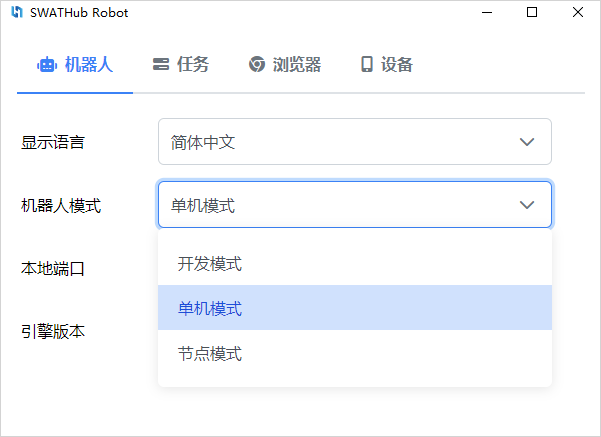 SWATHub Robot
机器人 任务 浏览器 设备
显示语言 简体中文
机器人模式 单机模式
开发模式
本地端口
单机模式
引擎版本
节点模式